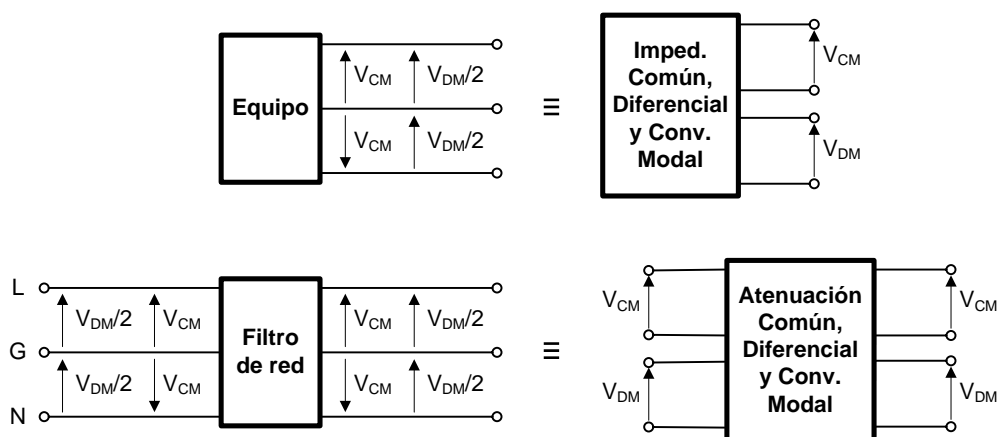 Equipo
V_CM
V_DM/2
V_CM
V_DM/2
≡
Imped.
Común,
Diferencial
y Conv.
Modal
V_CM
V_DM
L
G
N
V_DM/2
V_CM
V_DM/2
V_CM
Filtro
de red
V_CM
V_DM/2
V_CM
V_DM/2
≡
V_CM
V_DM
Atenuación
Común,
Diferencial
y Conv.
Modal
V_CM
V_DM